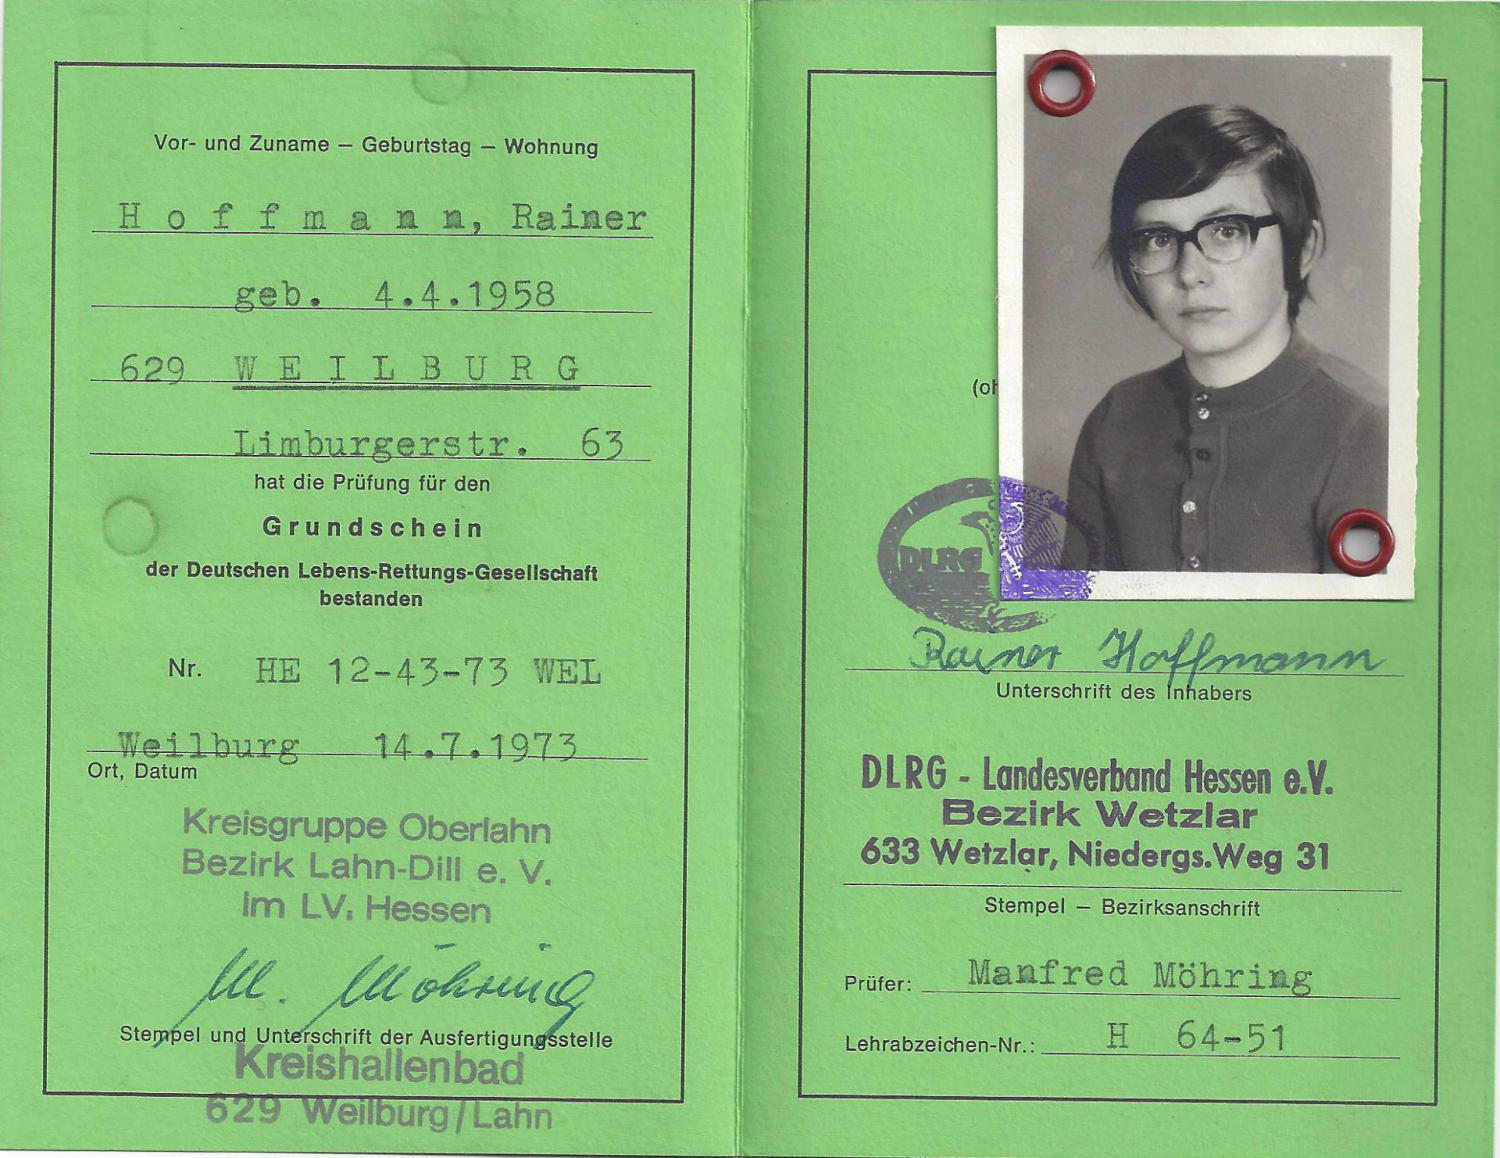 Vor- und Zuname — Geburtstag — Wohnung
H o f f m a n n, Rainer
geb. 4.4.1958
629 W E I L B U R G
Limburgerstr. 63
hat die Prüfung für den
Grundschein
der Deutschen Lebens-Rettungs-Gesellschaft
bestanden
Nr. HE 12-43-73 WEL
Weilburg 14.7.1973
Ort, Datum
Kreisgruppe Oberlahn
Bezirk Lahn-Dill e. V.
im LV. Hessen
M. Möhring
Stempel und Unterschrift der Ausfertigungsstelle
Kreishallenbad
629 Weilburg/Lahn
(oh
DLRG
Rainer Hoffmann
Unterschrift des Inhabers
DLRG - Landesverband Hessen e.V.
Bezirk Wetzlar
633 Wetzlar, Niedergs.Weg 31
Stempel — Bezirksanschrift
Prüfer: Manfred Möhring
Lehrabzeichen-Nr.: H 64-51